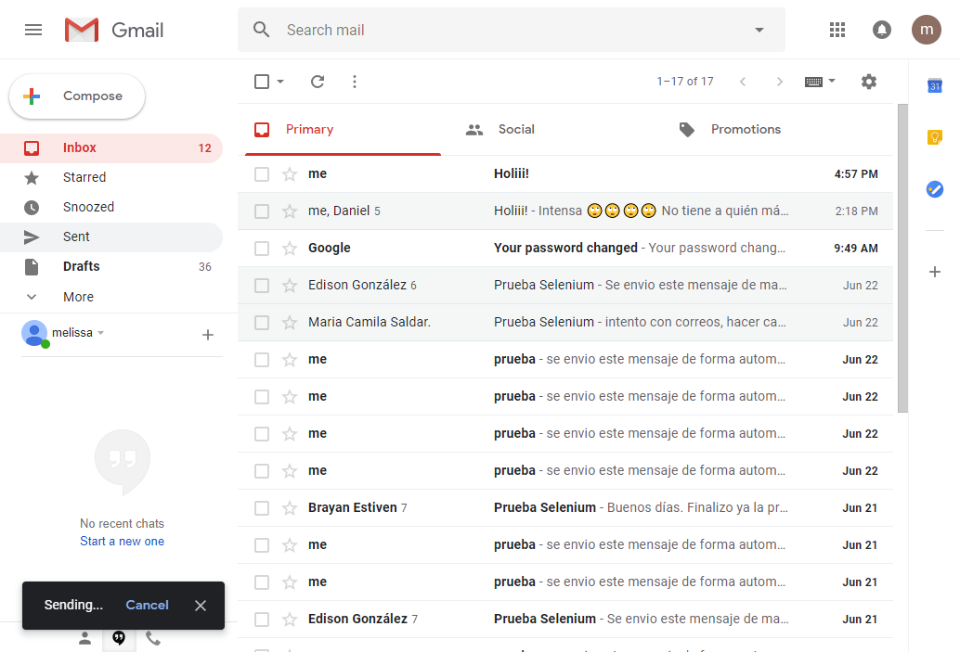 Gmail
Search mail
m
Compose
1–17 of 17
31
Inbox 12
Starred
Snoozed
Sent
Drafts 36
More
melissa
No recent chats
Start a new one
Sending... Cancel
Primary Social Promotions
me Holiii! 4:57 PM
me, Daniel 5 Holiii! - Intensa 🙄🙄🙄🙄 No tiene a quién má… 2:18 PM
Google Your password changed - Your password chang… 9:49 AM
Edison González 6 Prueba Selenium - Se envio este mensaje de ma… Jun 22
Maria Camila Saldar. Prueba Selenium - intento con correos, hacer ca… Jun 22
me prueba - se envio este mensaje de forma autom… Jun 22
me prueba - se envio este mensaje de forma autom… Jun 22
me prueba - se envio este mensaje de forma autom… Jun 22
me prueba - se envio este mensaje de forma autom… Jun 22
Brayan Estiven 7 Prueba Selenium - Buenos días. Finalizo ya la pr… Jun 21
me prueba - se envio este mensaje de forma autom… Jun 21
me prueba - se envio este mensaje de forma autom… Jun 21
Edison González 7 Prueba Selenium - Se envio este mensaje de ma… Jun 21